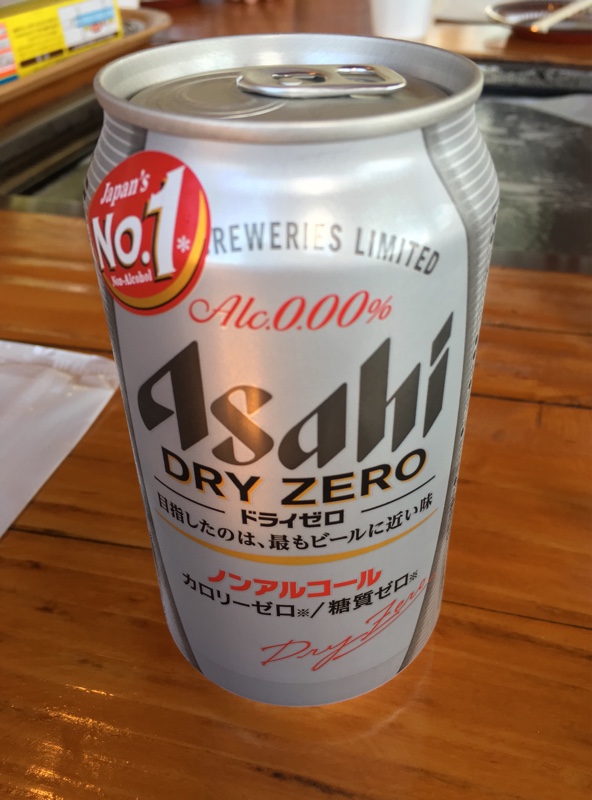 Japan's
No.1*
Non-Alcohol
BREWERIES LIMITED
Alc.0.00%
Asahi
DRY ZERO
ドライゼロ
目指したのは、最もビールに近い味
ノンアルコール
カロリーゼロ※/糖質ゼロ※
Dry Zero